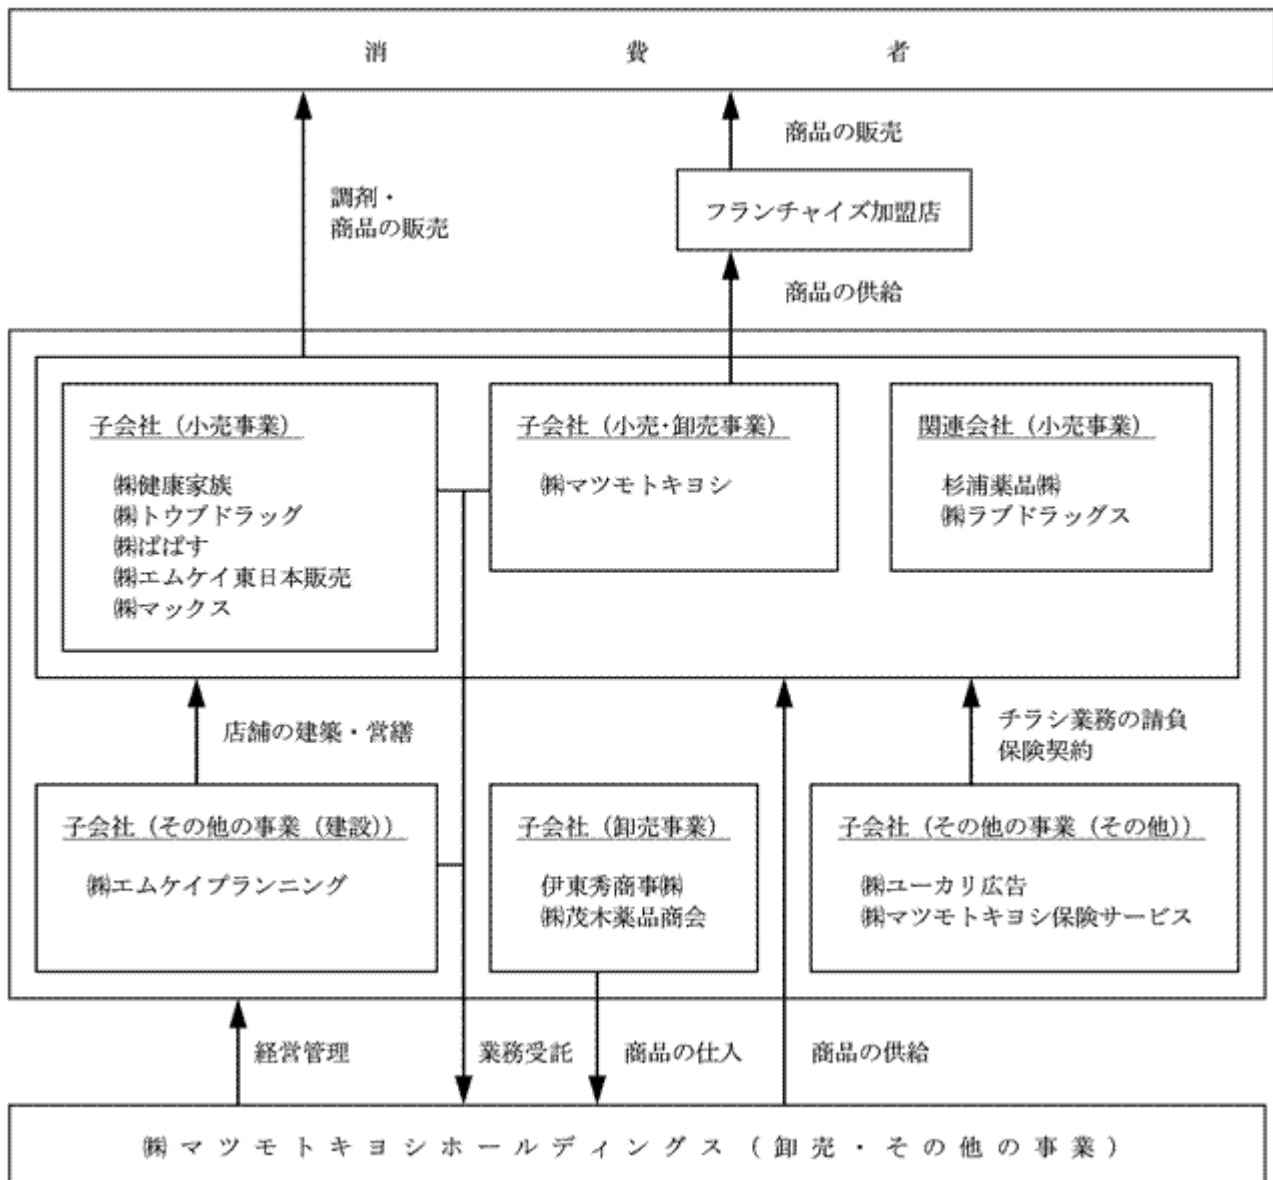 消費者
商品の販売
フランチャイズ加盟店
調剤・
商品の販売
商品の供給
子会社（小売事業）
㈱健康家族
㈱トウブドラッグ
㈱ぱぱす
㈱エムケイ東日本販売
㈱マックス
子会社（小売・卸売事業）
㈱マツモトキヨシ
関連会社（小売事業）
杉浦薬品㈱
㈱ラブドラッグス
店舗の建築・営繕
チラシ業務の請負
保険契約
子会社（その他の事業（建設））
㈱エムケイプランニング
子会社（卸売事業）
伊東秀商事㈱
㈱茂木薬品商会
子会社（その他の事業（その他））
㈱ユーカリ広告
㈱マツモトキヨシ保険サービス
経営管理
業務受託
商品の仕入
商品の供給
㈱マツモトキヨシホールディングス（卸売・その他の事業）